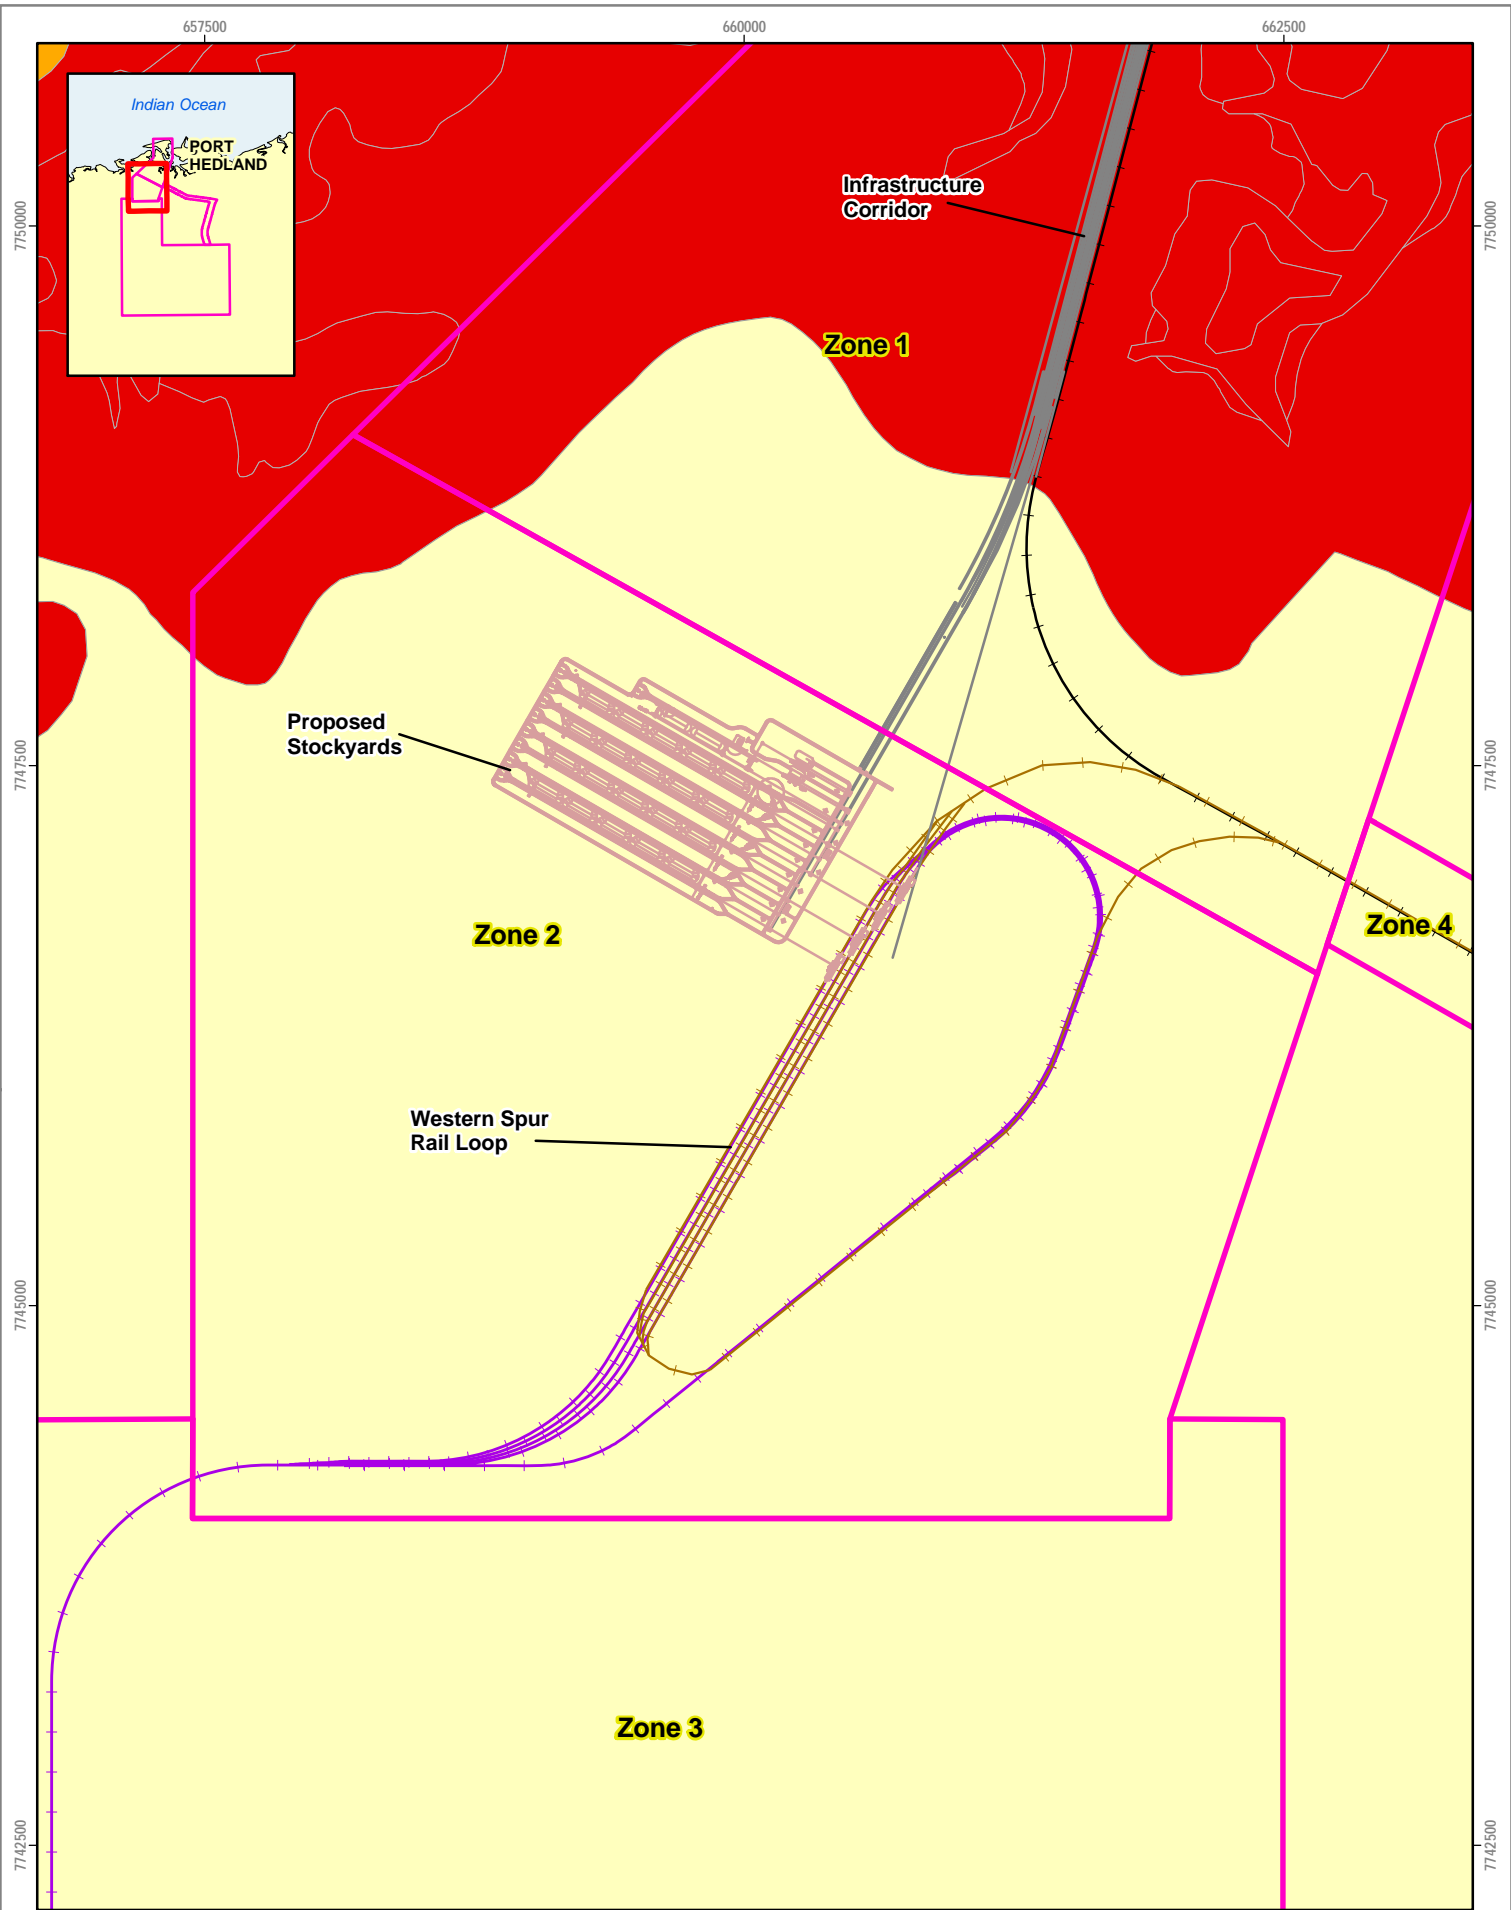 657500
660000
662500
Indian Ocean
PORT
HEDLAND
Infrastructure
Corridor
7750000
7750000
Zone 1
Proposed
Stockyards
7747500
7747500
Zone 2
Zone 4
Western Spur
Rail Loop
7745000
7745000
Zone 3
7742500
7742500